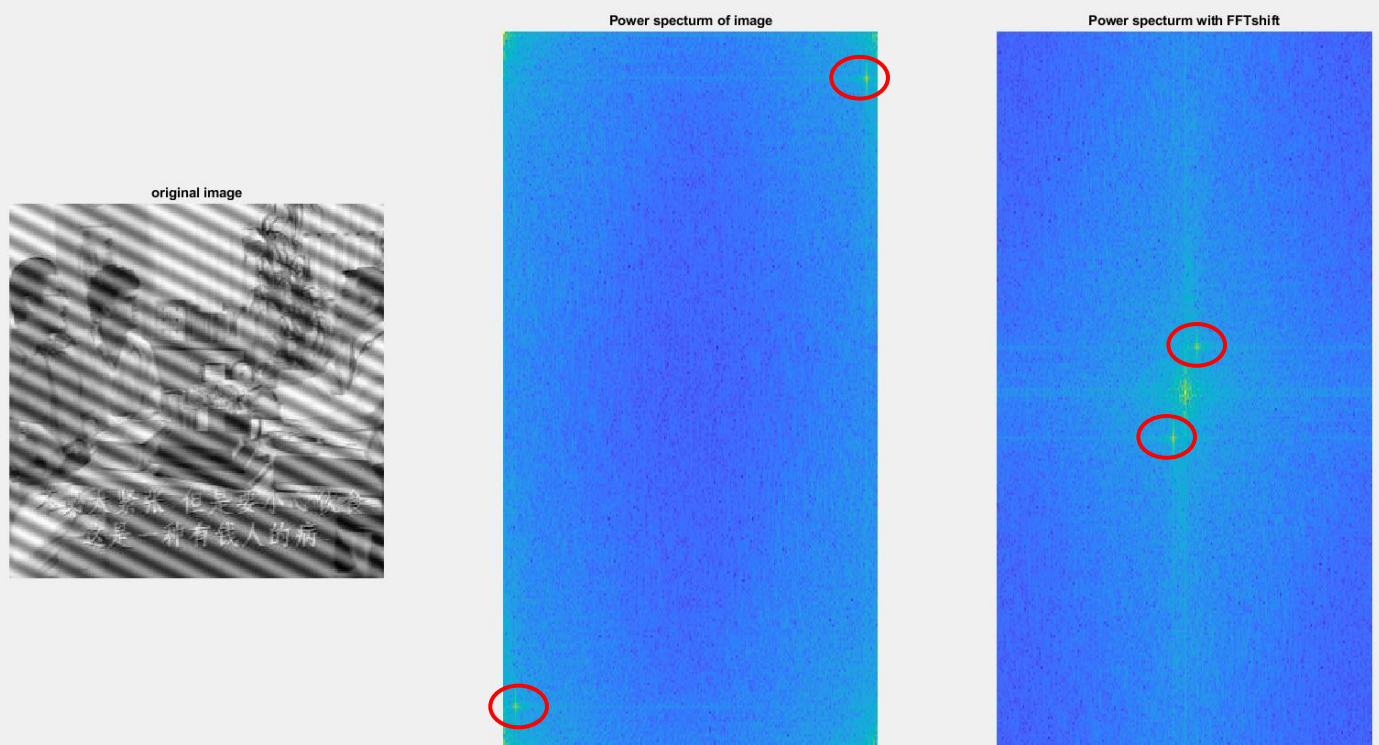 Power specturm of image
Power specturm with FFTshift
original image
不算太紧张 但是要小心饮食
这是一种有钱人的病